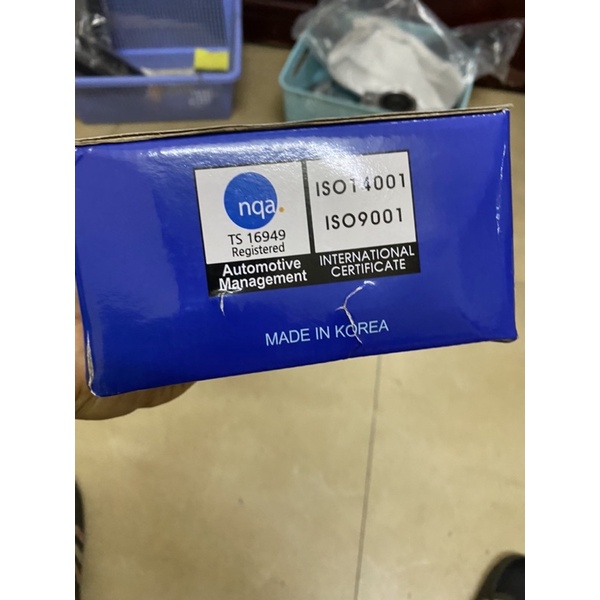 nqa.
TS 16949
Registered
Automotive
Management
ISO14001
ISO9001
INTERNATIONAL
CERTIFICATE
MADE IN KOREA